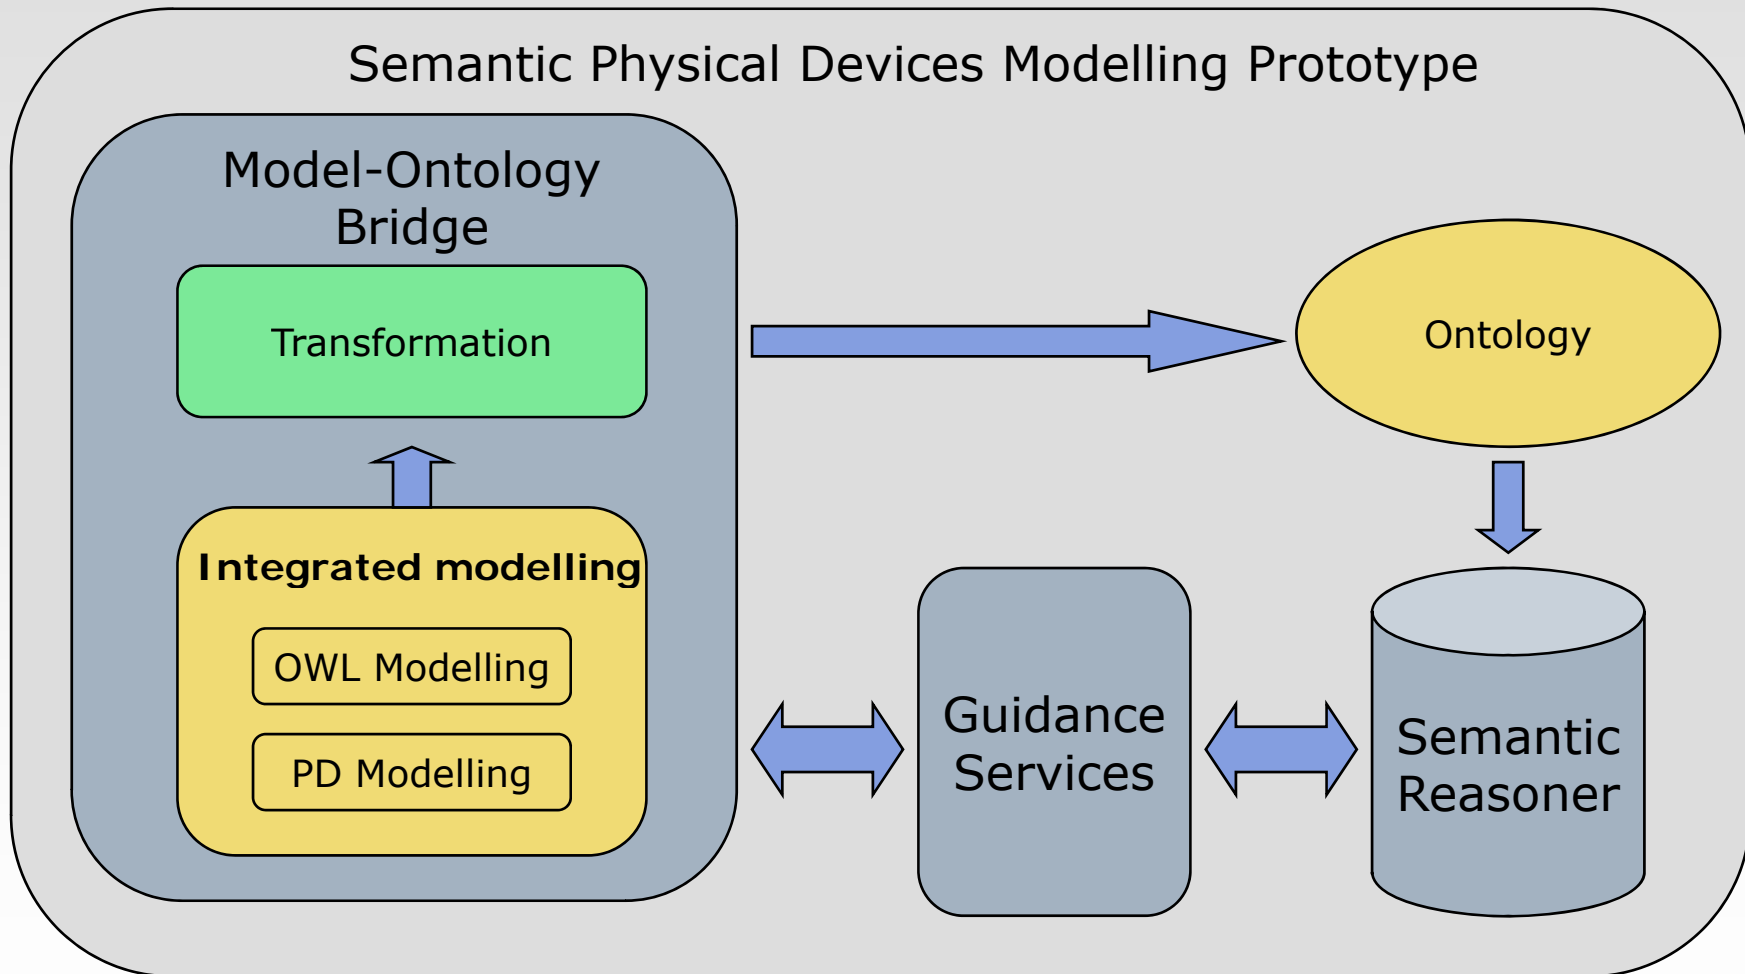 Semantic Physical Devices Modelling Prototype
Model-Ontology
Bridge
Transformation
Ontology
Integrated modelling
OWL Modelling
PD Modelling
Guidance
Services
Semantic
Reasoner